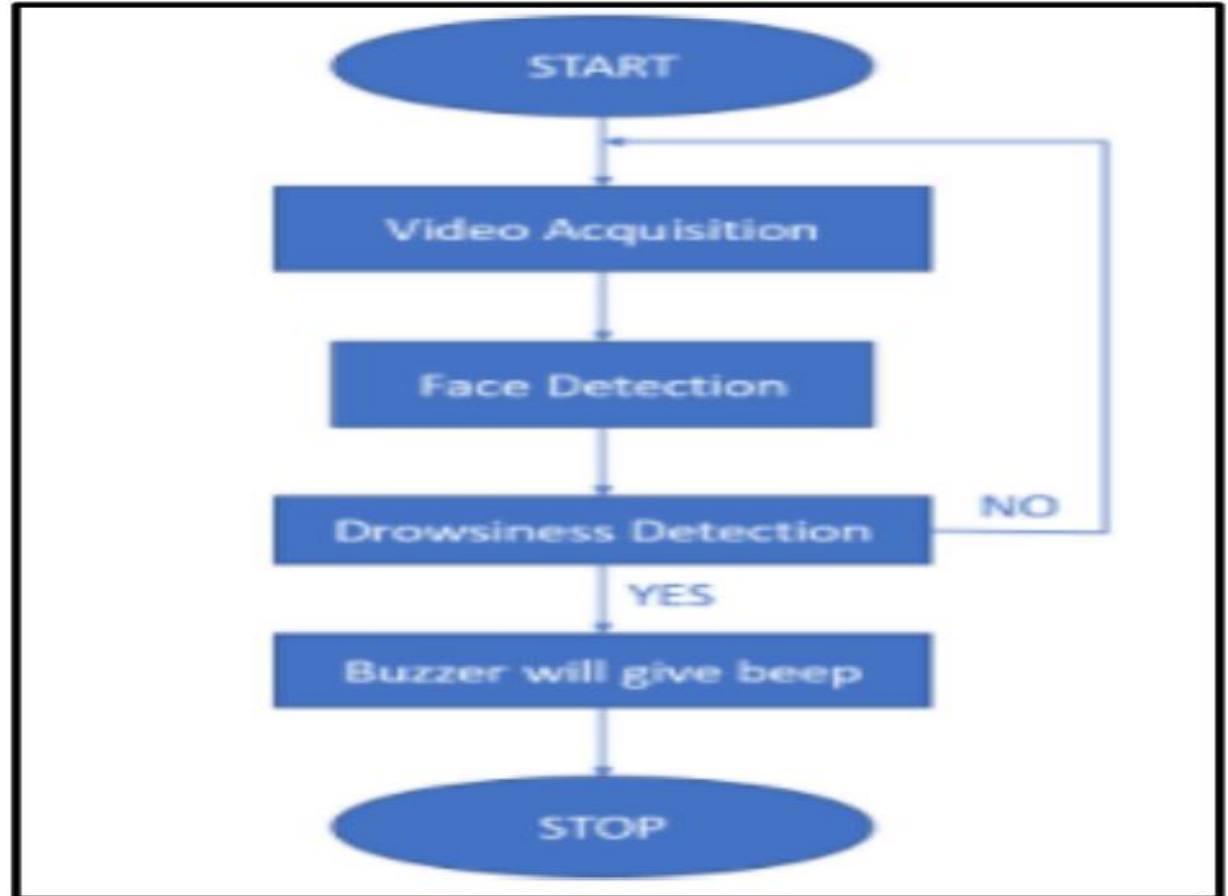 START
Video Acquisition
Face Detection
Drowsiness Detection
NO
YES
Buzzer will give beep
STOP